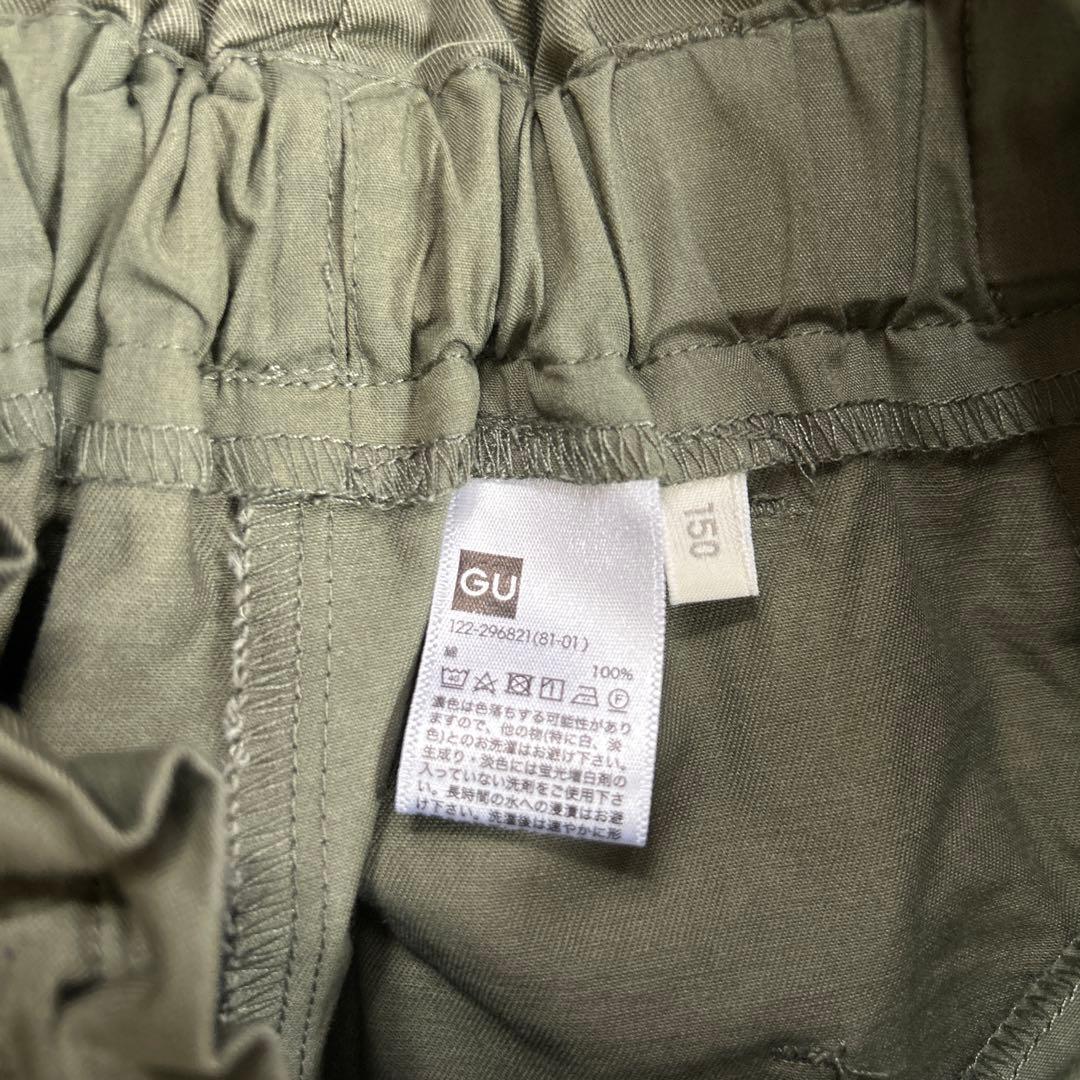 GU
122-296821(81-01)
綿
100%
40
F
濃色は色落ちする可能性があり
ますので、他の物(特に白、淡
色)とのお洗濯はお避け下さい。
生成り・淡色には蛍光増白剤の
入っていない洗剤をご使用下さ
い。長時間の水への浸漬はお避
け下さい。洗濯後は速やかに形
150